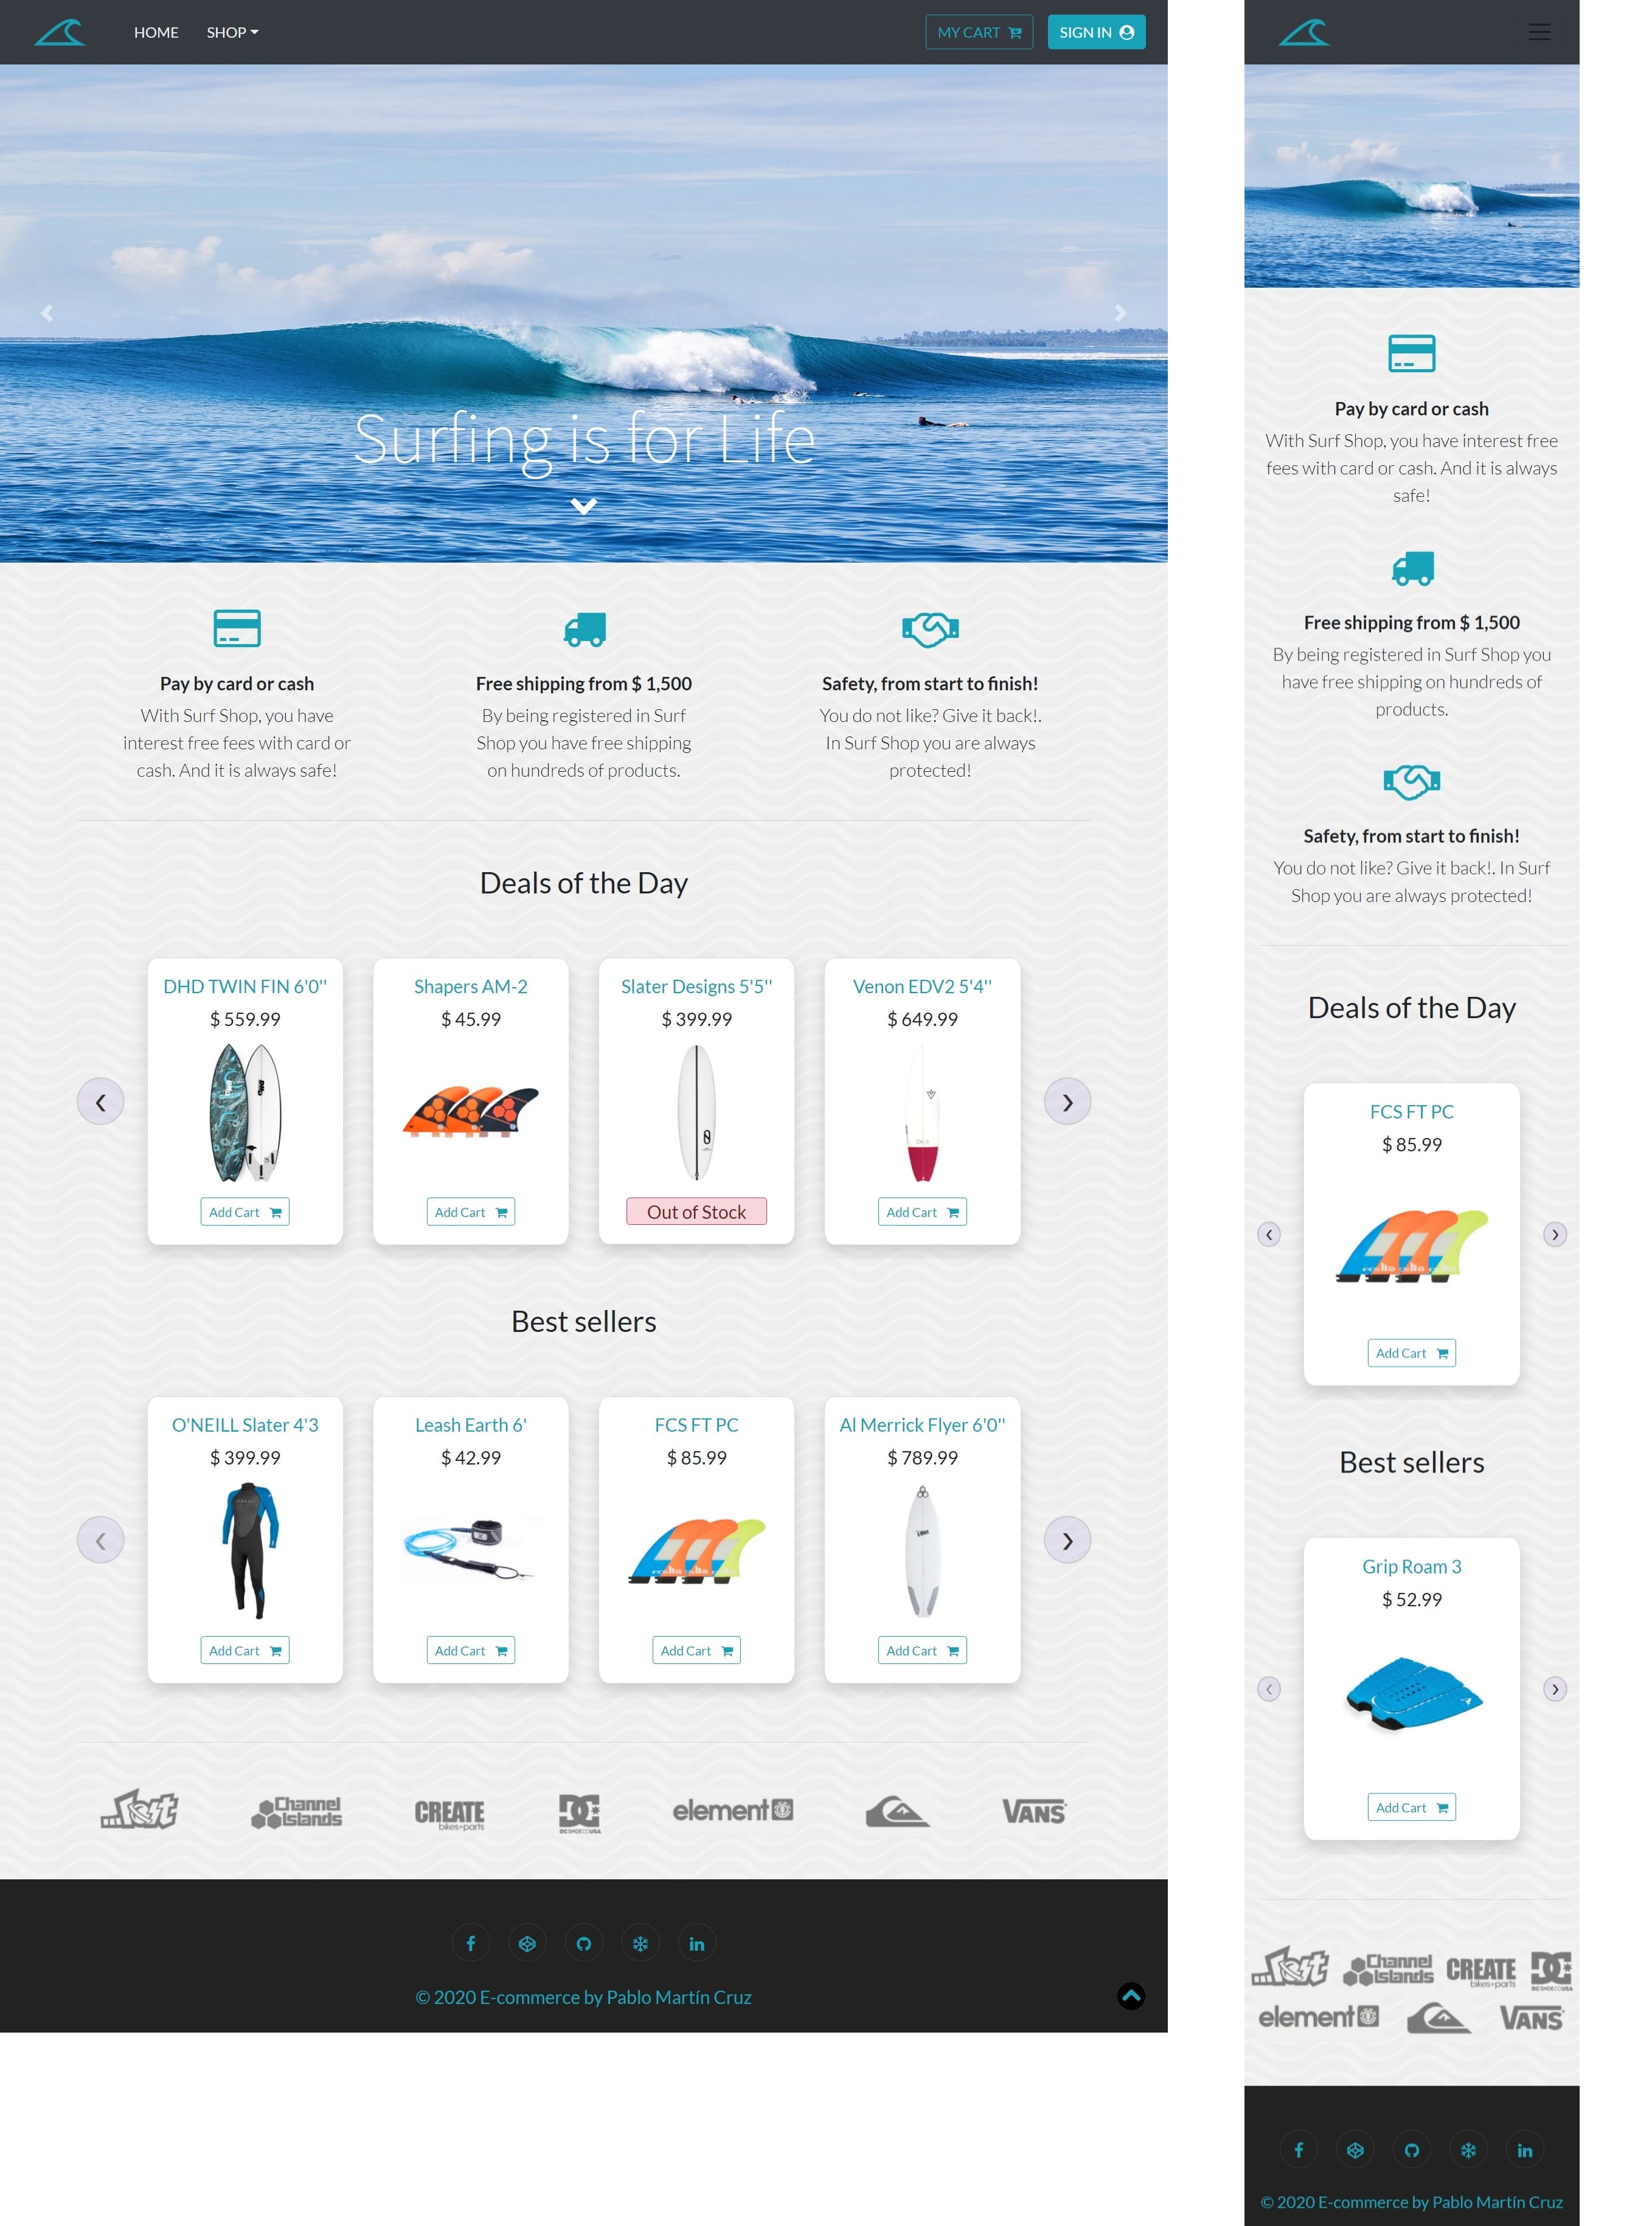 HOME
SHOP
MY CART
SIGN IN
Surfing is for Life
Pay by card or cash
With Surf Shop, you have
interest free fees with card or
cash. And it is always safe!
Free shipping from $ 1,500
By being registered in Surf
Shop you have free shipping
on hundreds of products.
Safety, from start to finish!
You do not like? Give it back!.
In Surf Shop you are always
protected!
Deals of the Day
DHD TWIN FIN 6'0''
$ 559.99
Add Cart
Shapers AM-2
$ 45.99
Add Cart
Slater Designs 5'5''
$ 399.99
Out of Stock
Venon EDV2 5'4''
$ 649.99
Add Cart
Best sellers
O'NEILL Slater 4'3
$ 399.99
Add Cart
Leash Earth 6'
$ 42.99
Add Cart
FCS FT PC
$ 85.99
Add Cart
Al Merrick Flyer 6'0''
$ 789.99
Add Cart
Lost
Channel
Islands
CREATE
bikes+parts
DC
DCSHOECOUSA
element
VANS
© 2020 E-commerce by Pablo Martín Cruz
Pay by card or cash
With Surf Shop, you have interest free
fees with card or cash. And it is always
safe!
Free shipping from $ 1,500
By being registered in Surf Shop you
have free shipping on hundreds of
products.
Safety, from start to finish!
You do not like? Give it back!. In Surf
Shop you are always protected!
Deals of the Day
FCS FT PC
$ 85.99
Add Cart
Best sellers
Grip Roam 3
$ 52.99
Add Cart
Lost
Channel
Islands
CREATE
bikes+parts
DC
DCSHOECOUSA
element
VANS
© 2020 E-commerce by Pablo Martín Cruz